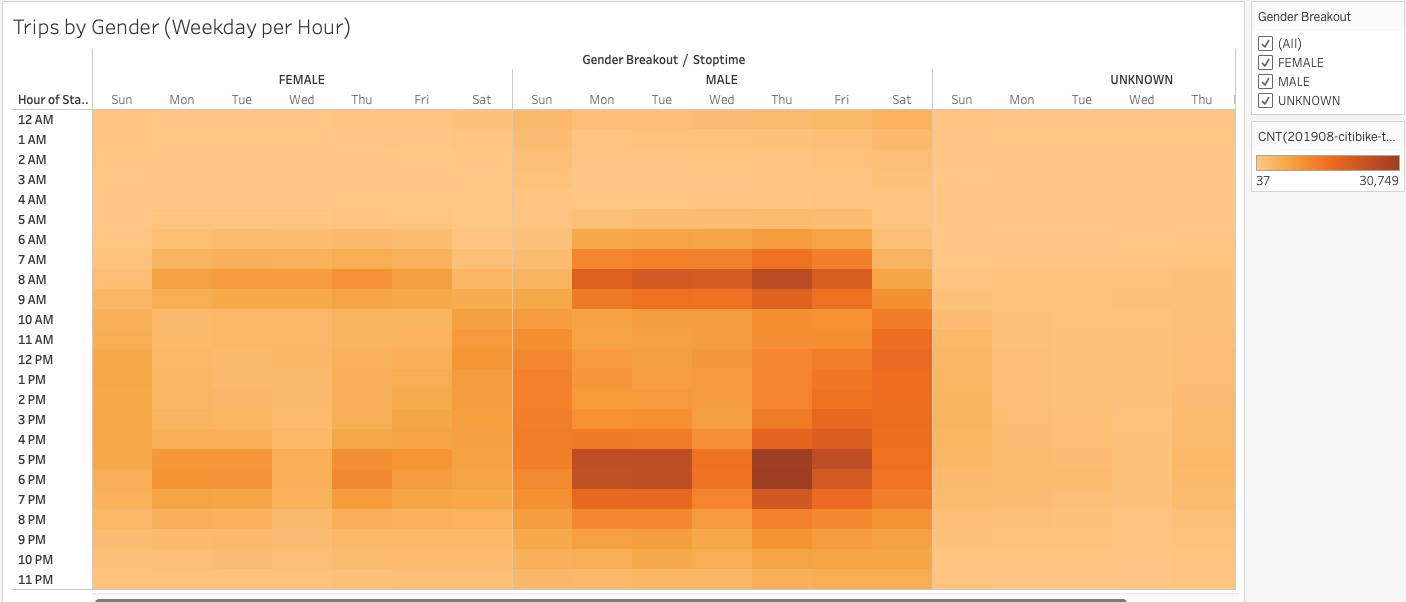 Trips by Gender (Weekday per Hour)
Gender Breakout / Stoptime
FEMALE MALE UNKNOWN
Hour of Sta.. Sun Mon Tue Wed Thu Fri Sat Sun Mon Tue Wed Thu Fri Sat Sun Mon Tue Wed Thu
12 AM
1 AM
2 AM
3 AM
4 AM
5 AM
6 AM
7 AM
8 AM
9 AM
10 AM
11 AM
12 PM
1 PM
2 PM
3 PM
4 PM
5 PM
6 PM
7 PM
8 PM
9 PM
10 PM
11 PM
Gender Breakout
(All)
FEMALE
MALE
UNKNOWN
CNT(201908-citibike-t...
37 30,749